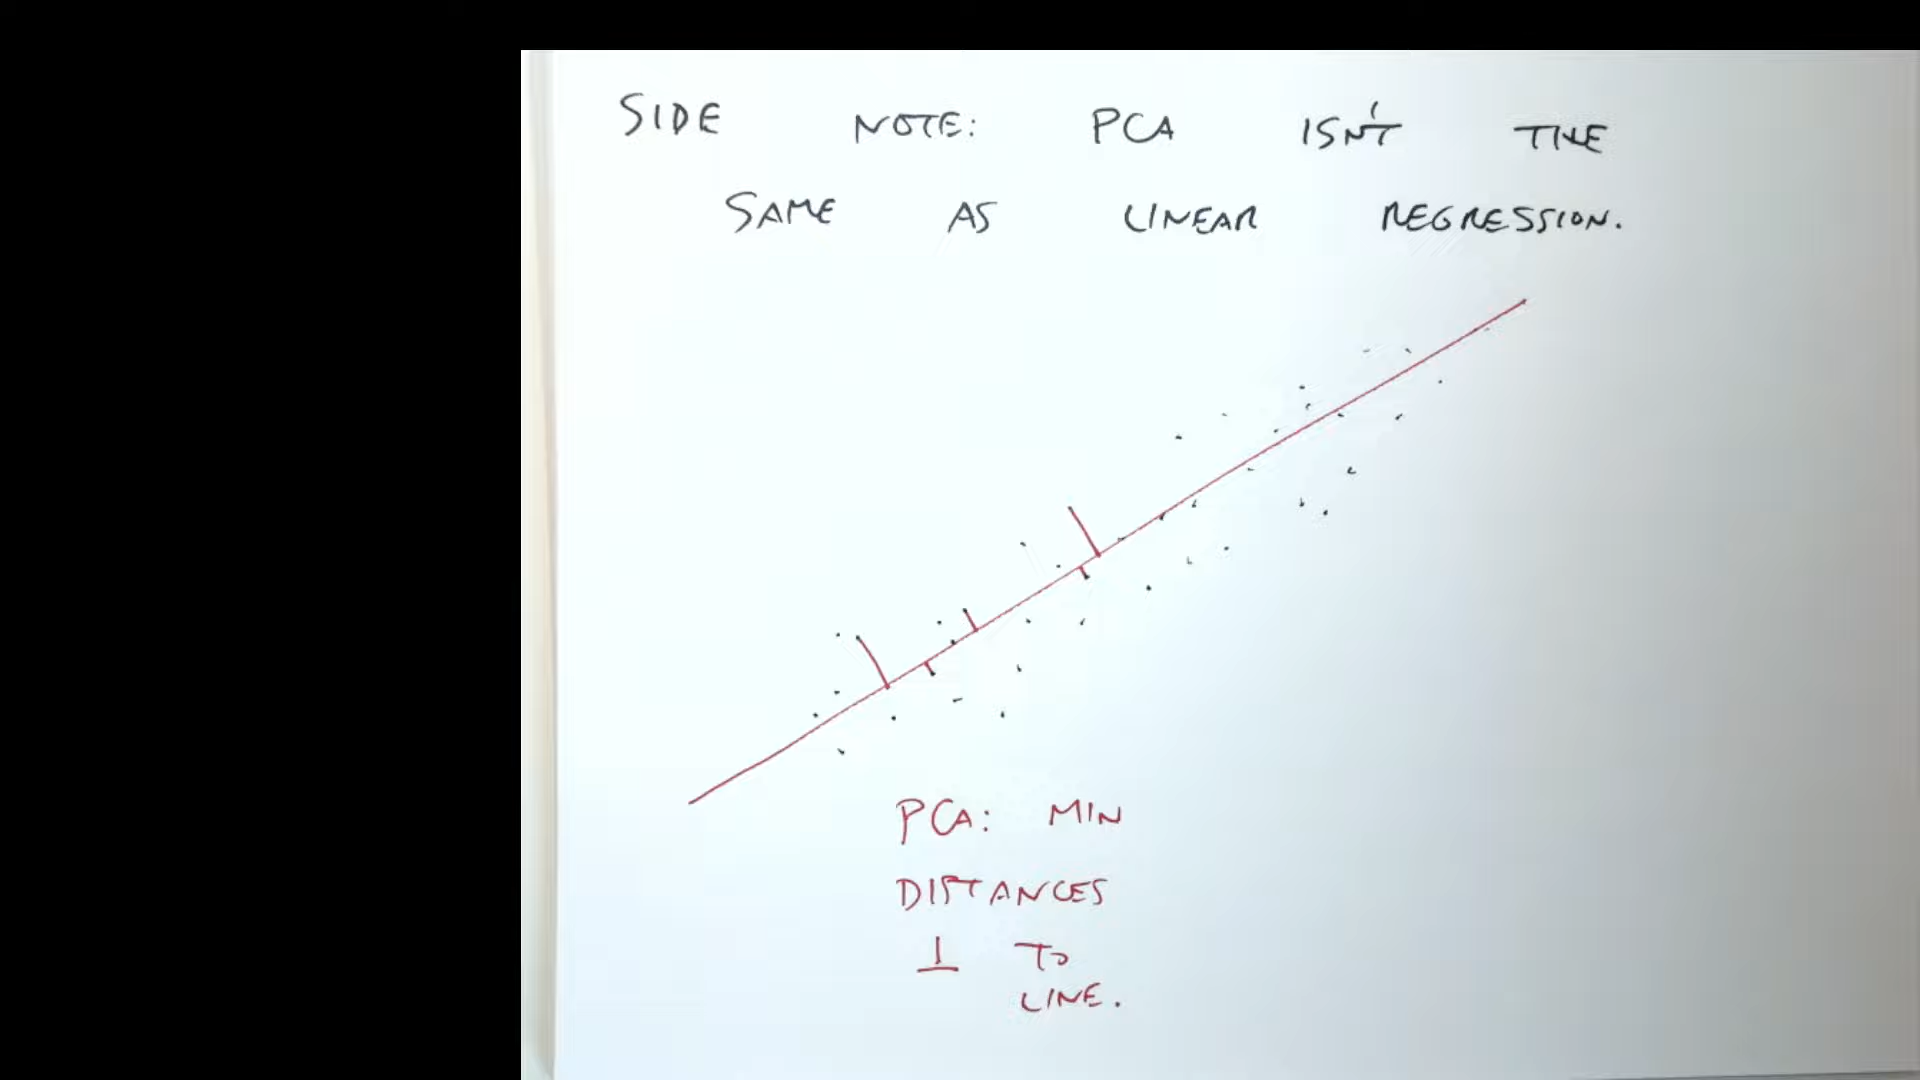 SIDE NOTE: PCA ISN'T THE
SAME AS LINEAR REGRESSION.
PCA: MIN
DISTANCES
⊥ TO
LINE.